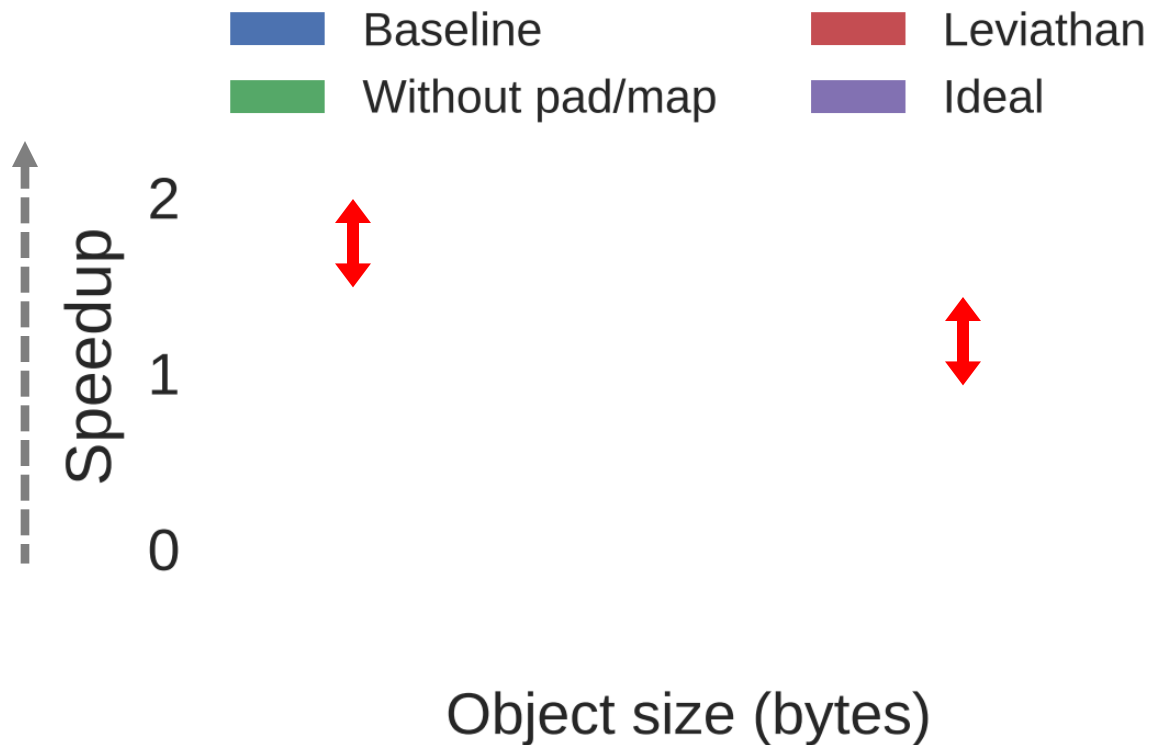 Baseline
Leviathan
Without pad/map
Ideal
2
1
0
Speedup
Object size (bytes)